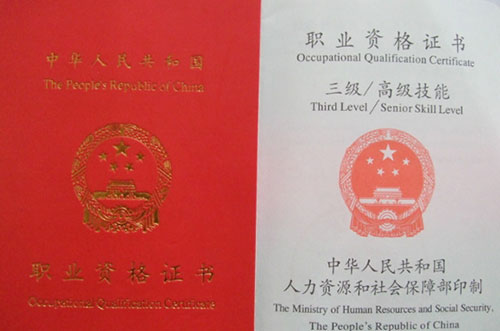 中华人民共和国
The People's Republic of China
职业资格证书
Occupational Qualification Certificate
职业资格证书
Occupational Qualification Certificate
三级/高级技能
Third Level/Senior Skill Level
中华人民共和国
人力资源和社会保障部印制
The Ministry of Human Resources and Social Security,
The People's Republic of China